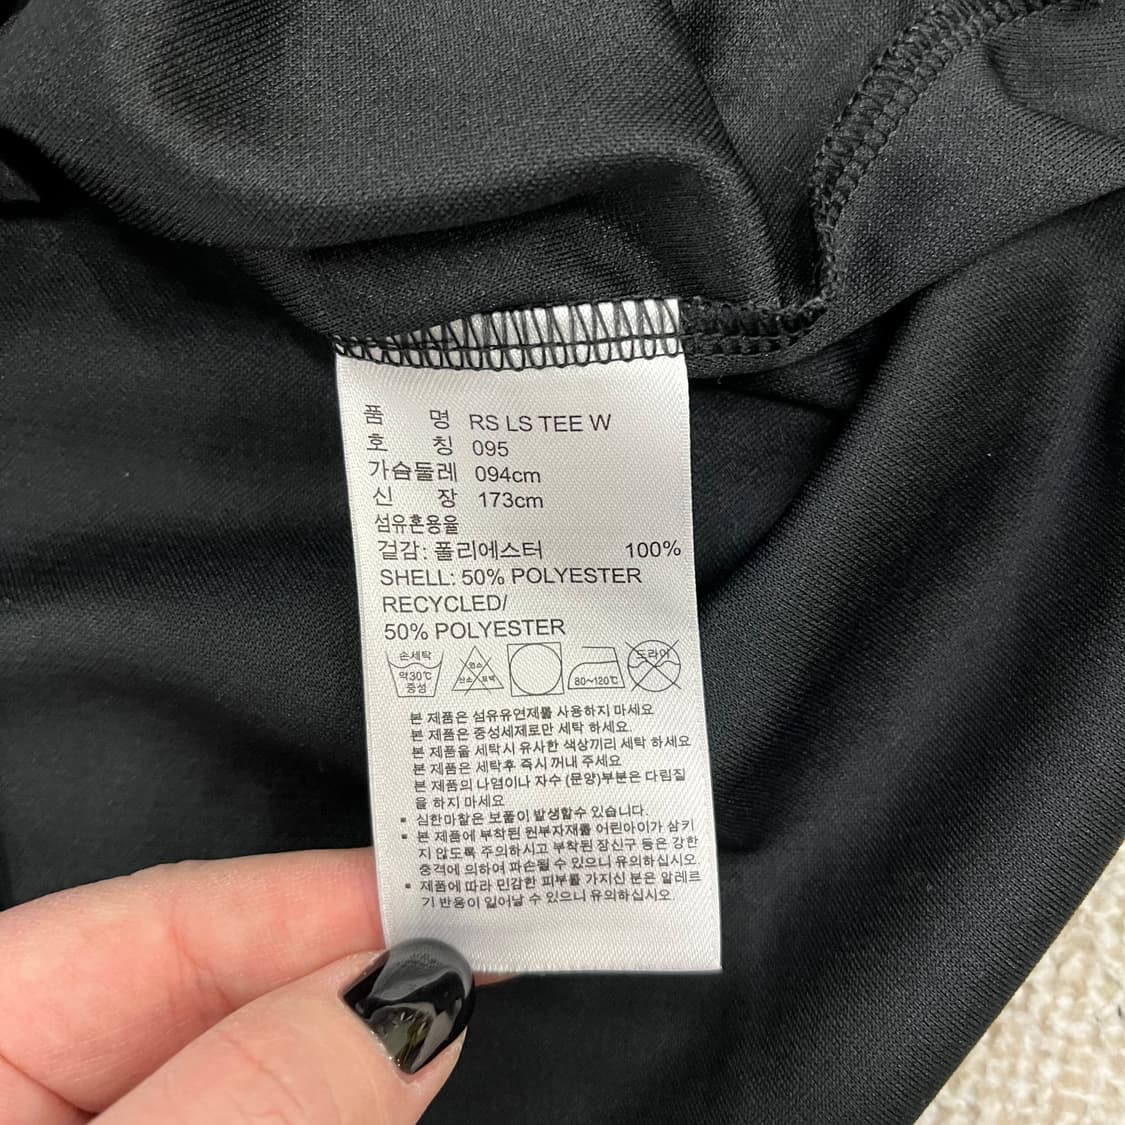 품 명 RS LS TEE W
호 칭 095
가슴둘레 094cm
신 장 173cm
섬유혼용율
겉감: 폴리에스터 100%
SHELL: 50% POLYESTER
RECYCLED/
50% POLYESTER
손세탁
약30℃
중성
염소
산소 표백
80~120℃
드라이
본 제품은 섬유유연제를 사용하지 마세요
본 제품은 중성세제로만 세탁 하세요.
본 제품을 세탁시 유사한 색상끼리 세탁 하세요
본 제품은 세탁후 즉시 꺼내 주세요
본 제품의 나염이나 자수 (문양)부분은 다림질
을 하지 마세요
▪ 심한마찰은 보풀이 발생할수 있습니다.
▪ 본 제품에 부착된 원부자재를 어린아이가 삼키
지 않도록 주의하시고 부착된 장신구 등은 강한
충격에 의하여 파손될 수 있으니 유의하십시오.
▪ 제품에 따라 민감한 피부를 가지신 분은 알레르
기 반응이 일어날 수 있으니 유의하십시오.